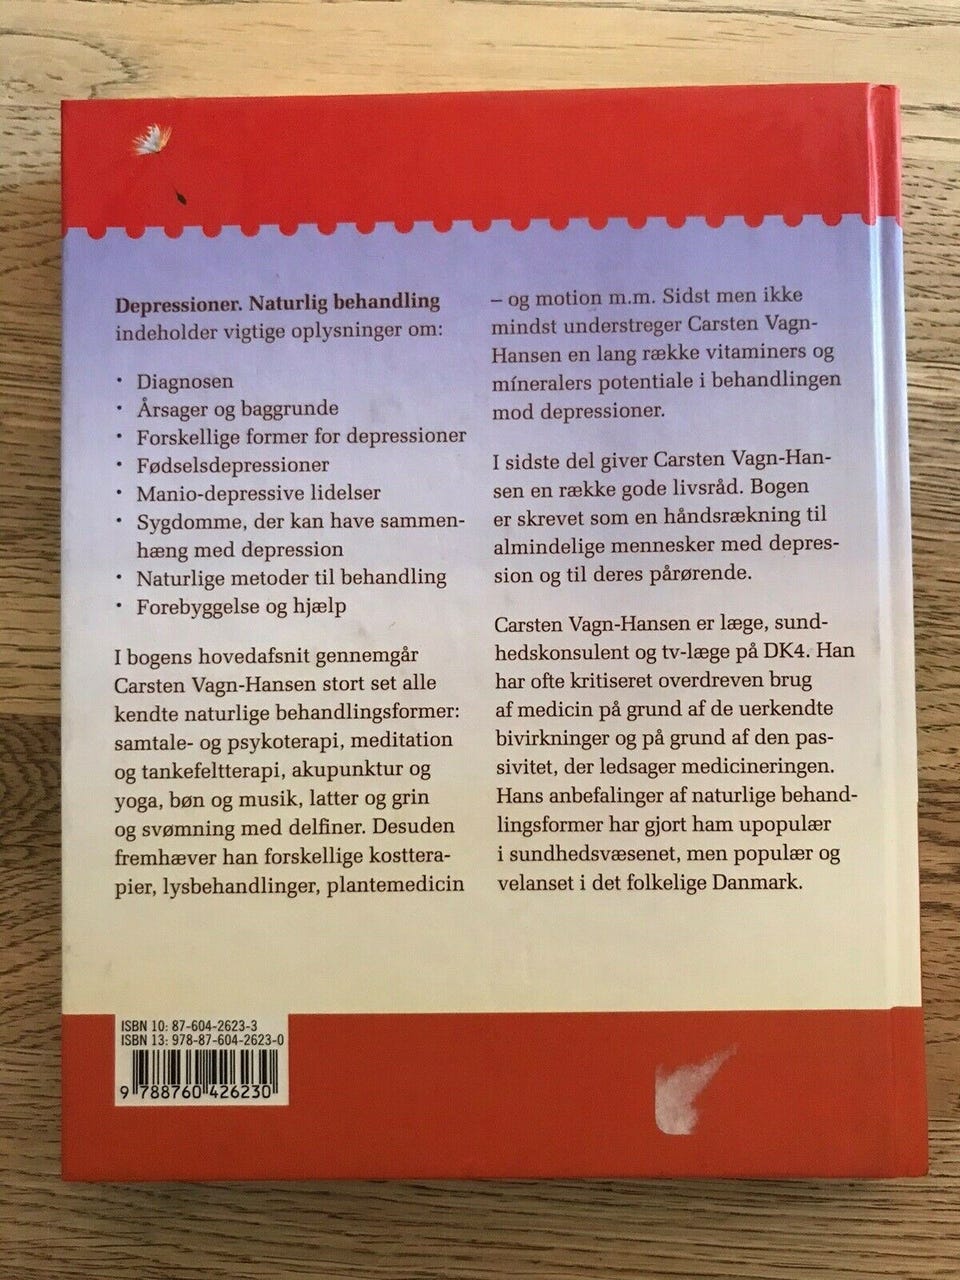 Depressioner. Naturlig behandling
indeholder vigtige oplysninger om:
• Diagnosen
• Årsager og baggrunde
• Forskellige former for depressioner
• Fødselsdepressioner
• Manio-depressive lidelser
• Sygdomme, der kan have sammen-
hæng med depression
• Naturlige metoder til behandling
• Forebyggelse og hjælp
I bogens hovedafsnit gennemgår
Carsten Vagn-Hansen stort set alle
kendte naturlige behandlingsformer:
samtale- og psykoterapi, meditation
og tankefeltterapi, akupunktur og
yoga, bøn og musik, latter og grin
og svømning med delfiner. Desuden
fremhæver han forskellige kosttera-
pier, lysbehandlinger, plantemedicin
– og motion m.m. Sidst men ikke
mindst understreger Carsten Vagn-
Hansen en lang række vitaminers og
míneralers potentiale i behandlingen
mod depressioner.
I sidste del giver Carsten Vagn-Han-
sen en række gode livsråd. Bogen
er skrevet som en håndsrækning til
almindelige mennesker med depres-
sion og til deres pårørende.
Carsten Vagn-Hansen er læge, sund-
hedskonsulent og tv-læge på DK4. Han
har ofte kritiseret overdreven brug
af medicin på grund af de uerkendte
bivirkninger og på grund af den pas-
sivitet, der ledsager medicineringen.
Hans anbefalinger af naturlige behand-
lingsformer har gjort ham upopulær
i sundhedsvæsenet, men populær og
velanset i det folkelige Danmark.
ISBN 10: 87-604-2623-3
ISBN 13: 978-87-604-2623-0
9 788760 426230